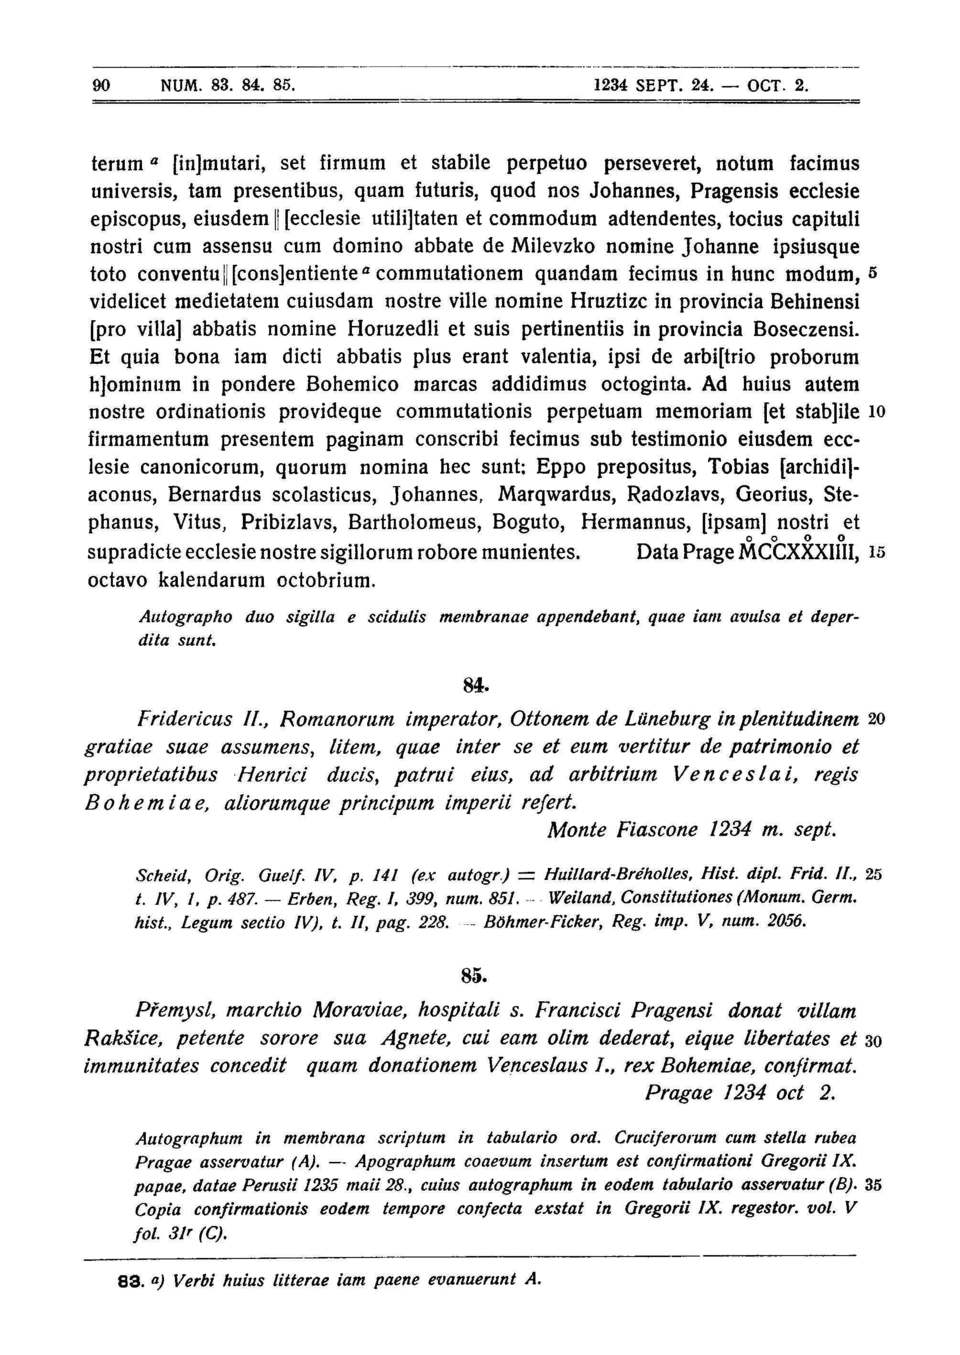 90 NUM. 83. 84. 85. 1234 SEPT. 24. — OCT. 2.
terum a [in]mutari, set firmum et stabile perpetuo perseveret, notum facimus
universis, tam presentibus, quam futuris, quod nos Johannes, Pragensis ecclesie
episcopus, eiusdem || [ecclesie utili]taten et commodum adtendentes, tocius capituli
nostri cum assensu cum domino abbate de Milevzko nomine Johanne ipsiusque
toto conventu || [cons]entiente a commutationem quandam fecimus in hunc modum, 5
videlicet medietatem cuiusdam nostre ville nomine Hruztizc in provincia Behinensi
[pro villa] abbatis nomine Horuzedli et suis pertinentiis in provincia Boseczensi.
Et quia bona iam dicti abbatis plus erant valentia, ipsi de arbi[trio proborum
h]ominum in pondere Bohemico marcas addidimus octoginta. Ad huius autem
nostre ordinationis provideque commutationis perpetuam memoriam [et stab]ile 10
firmamentum presentem paginam conscribi fecimus sub testimonio eiusdem ecc-
lesie canonicorum, quorum nomina hec sunt: Eppo prepositus, Tobias [archidi]-
aconus, Bernardus scolasticus, Johannes, Marqwardus, Radozlavs, Georius, Ste-
phanus, Vitus, Pribizlavs, Bartholomeus, Boguto, Hermannus, [ipsam] nostri et
supradicte ecclesie nostre sigillorum robore munientes. Data Prage M̊CC̊XXX̊IIII̊, 15
octavo kalendarum octobrium.
Autographo duo sigilla e scidulis membranae appendebant, quae iam avulsa et deper-
dita sunt.
84.
Fridericus II., Romanorum imperator, Ottonem de Lüneburg in plenitudinem 20
gratiae suae assumens, litem, quae inter se et eum vertitur de patrimonio et
proprietatibus Henrici ducis, patrui eius, ad arbitrium Venceslai, regis
Bohemiae, aliorumque principum imperii refert.
Monte Fiascone 1234 m. sept.
Scheid, Orig. Guelf. IV, p. 141 (ex autogr.) = Huillard-Bréholles, Hist. dipl. Frid. II., 25
t. IV, 1, p. 487. — Erben, Reg. I, 399, num. 851. — Weiland, Constitutiones (Monum. Germ.
hist., Legum sectio IV), t. II, pag. 228. — Böhmer-Ficker, Reg. imp. V, num. 2056.
85.
Přemysl, marchio Moraviae, hospitali s. Francisci Pragensi donat villam
Rakšice, petente sorore sua Agnete, cui eam olim dederat, eique libertates et 30
immunitates concedit quam donationem Venceslaus I., rex Bohemiae, confirmat.
Pragae 1234 oct 2.
Autographum in membrana scriptum in tabulario ord. Cruciferorum cum stella rubea
Pragae asservatur (A). — Apographum coaevum insertum est confirmationi Gregorii IX.
papae, datae Perusii 1235 maii 28., cuius autographum in eodem tabulario asservatur (B). 35
Copia confirmationis eodem tempore confecta exstat in Gregorii IX. regestor. vol. V
fol. 31r (C).
83. a) Verbi huius litterae iam paene evanuerunt A.